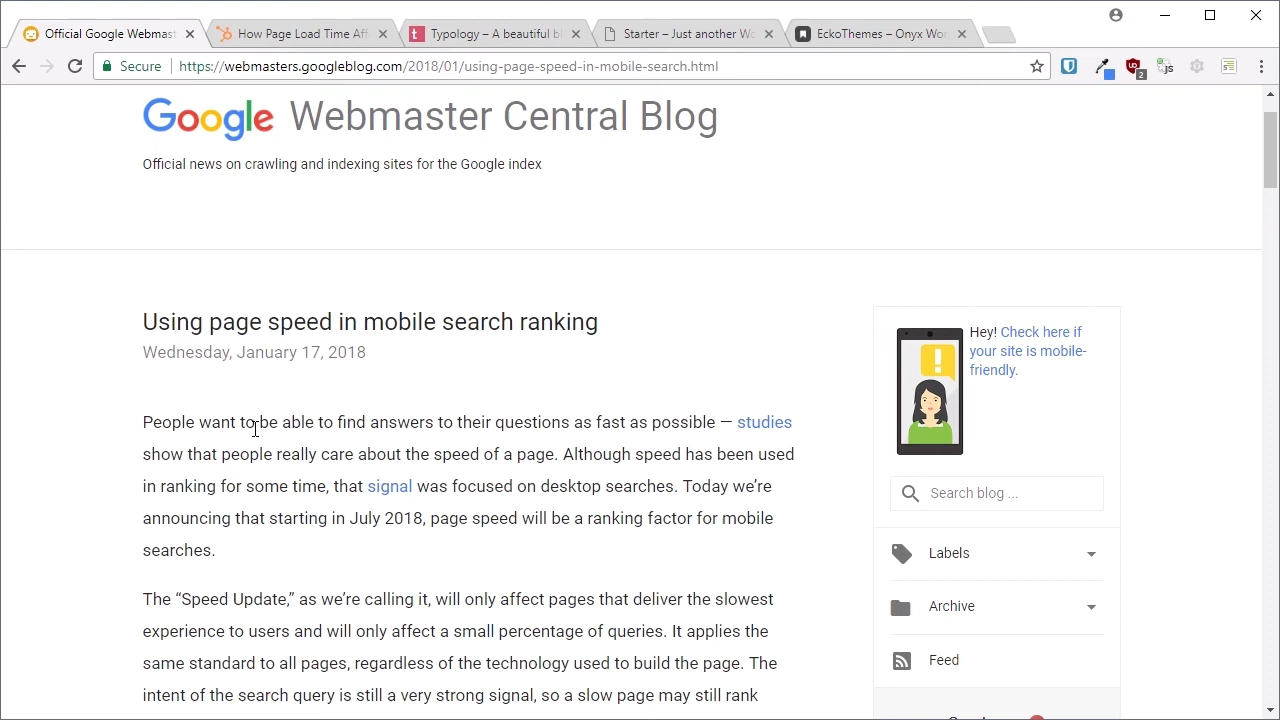 Official Google Webmast
How Page Load Time Aff
Typology – A beautiful bl
Starter – Just another Wo
EckoThemes – Onyx Wor
Secure
https://webmasters.googleblog.com/2018/01/using-page-speed-in-mobile-search.html
2
js
Google Webmaster Central Blog
Official news on crawling and indexing sites for the Google index
Using page speed in mobile search ranking
Wednesday, January 17, 2018
People want to be able to find answers to their questions as fast as possible — studies
show that people really care about the speed of a page. Although speed has been used
in ranking for some time, that signal was focused on desktop searches. Today we’re
announcing that starting in July 2018, page speed will be a ranking factor for mobile
searches.
The “Speed Update,” as we’re calling it, will only affect pages that deliver the slowest
experience to users and will only affect a small percentage of queries. It applies the
same standard to all pages, regardless of the technology used to build the page. The
intent of the search query is still a very strong signal, so a slow page may still rank
Hey! Check here if
your site is mobile-
friendly.
Search blog ...
Labels
Archive
Feed